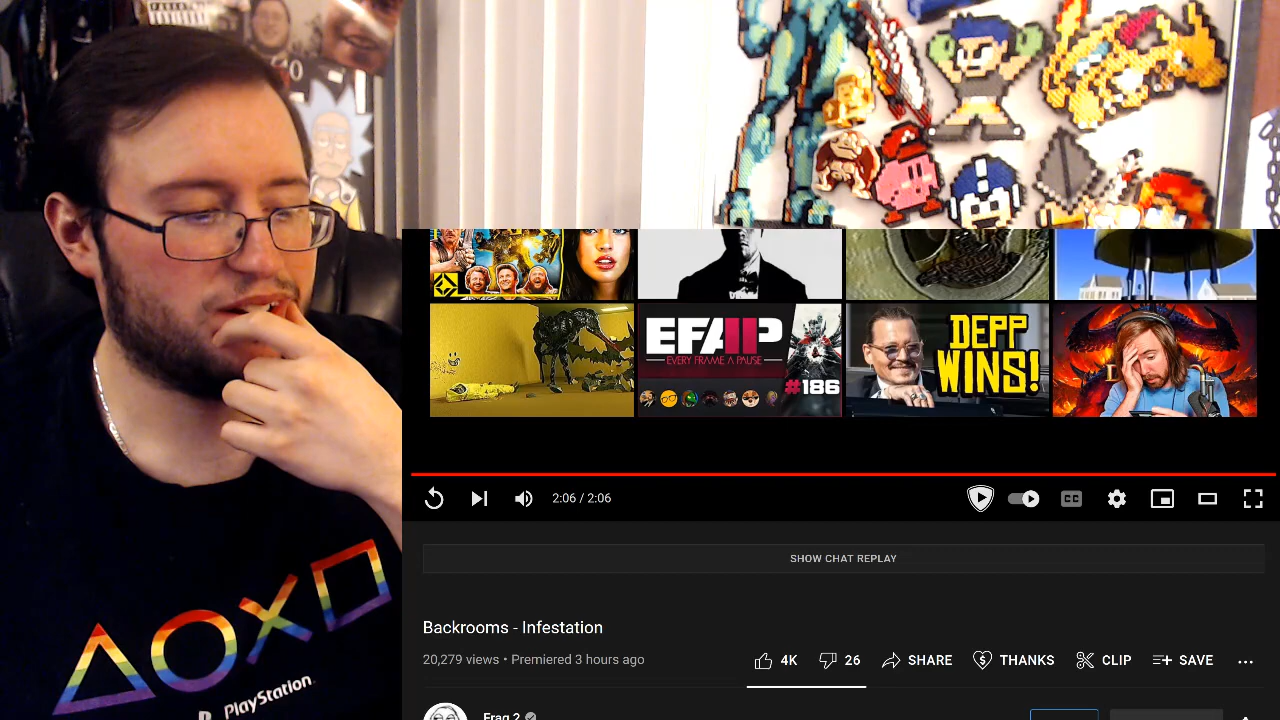 EFAP
EVERY FRAME A PAUSE
#186
DEPP
WINS!
2:06 / 2:06
CC
SHOW CHAT REPLAY
Backrooms - Infestation
20,279 views • Premiered 3 hours ago
4K
26
SHARE
THANKS
CLIP
SAVE
PlayStation